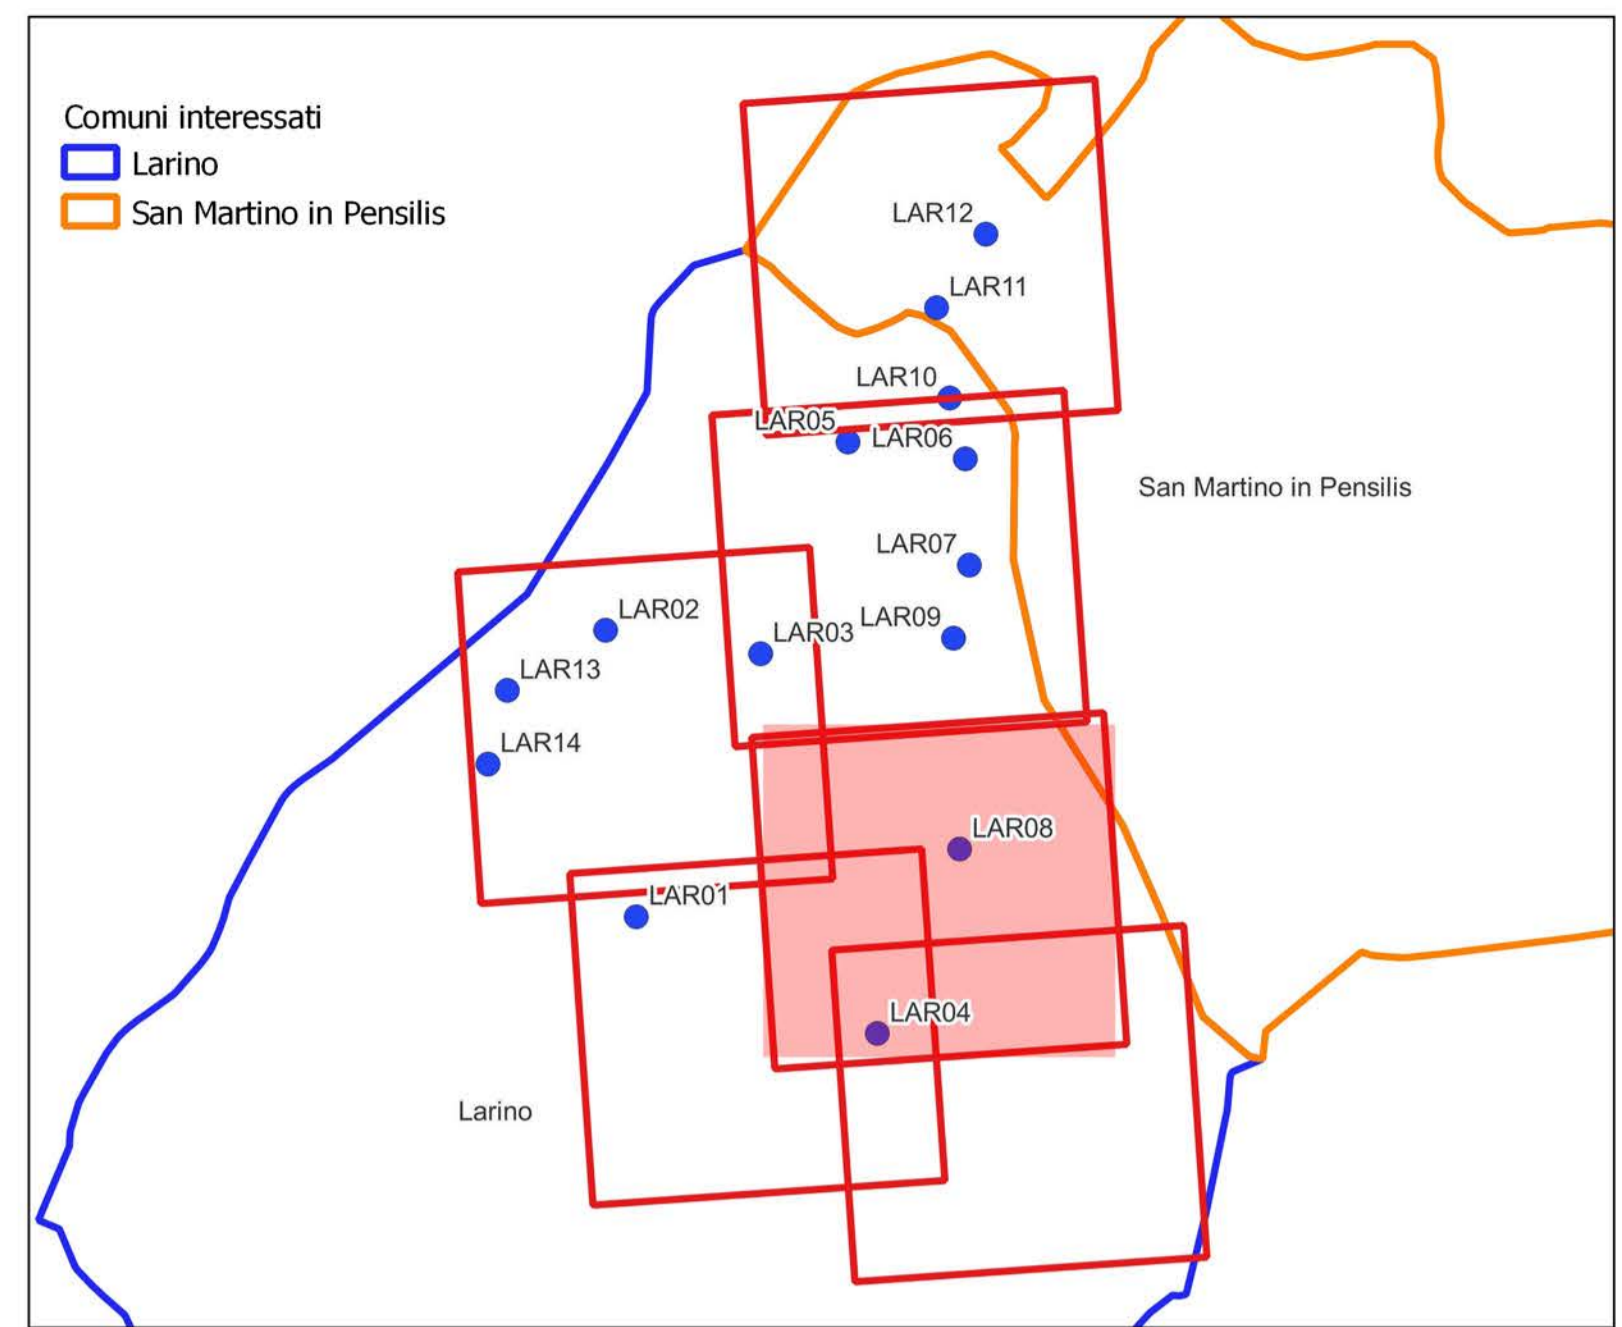 Comuni interessati
Larino
San Martino in Pensilis
LAR12
LAR11
LAR10
LAR05
LAR06
San Martino in Pensilis
LAR07
LAR02
LAR09
LAR03
LAR13
LAR14
LAR08
LAR01
LAR04
Larino